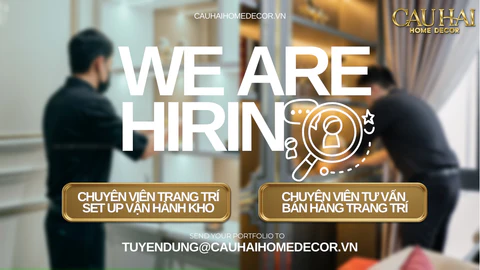 CAUHAIHOMEDECOR.VN
CAU HAI
HOME DECOR
WE ARE
HIRIN
CHUYÊN VIÊN TRANG TRÍ
SET UP VẬN HÀNH KHO
CHUYÊN VIÊN TƯ VẤN
BÁN HÀNG TRANG TRÍ
SEND YOUR PORTFOLIO TO
TUYENDUNG@CAUHAIHOMEDECOR.VN